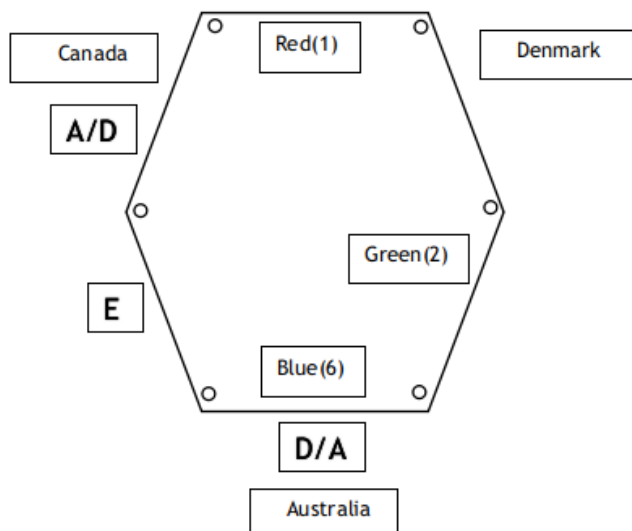 Red(1)
Canada
Denmark
A/D
Green(2)
E
Blue(6)
D/A
Australia